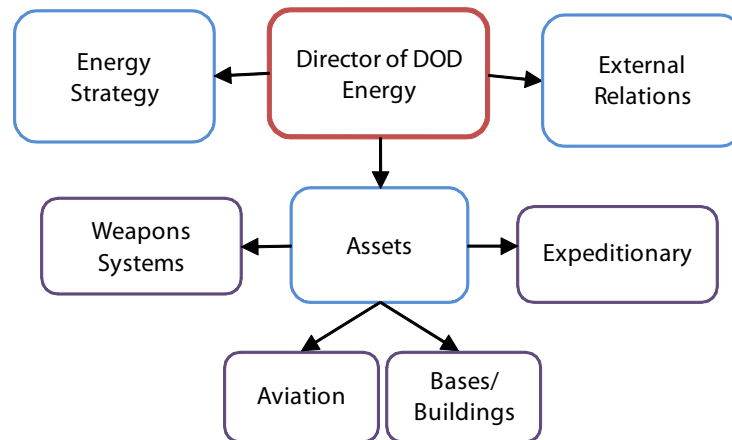 Energy
Strategy
Director of DOD
Energy
External
Relations
Weapons
Systems
Assets
Expeditionary
Aviation
Bases/
Buildings